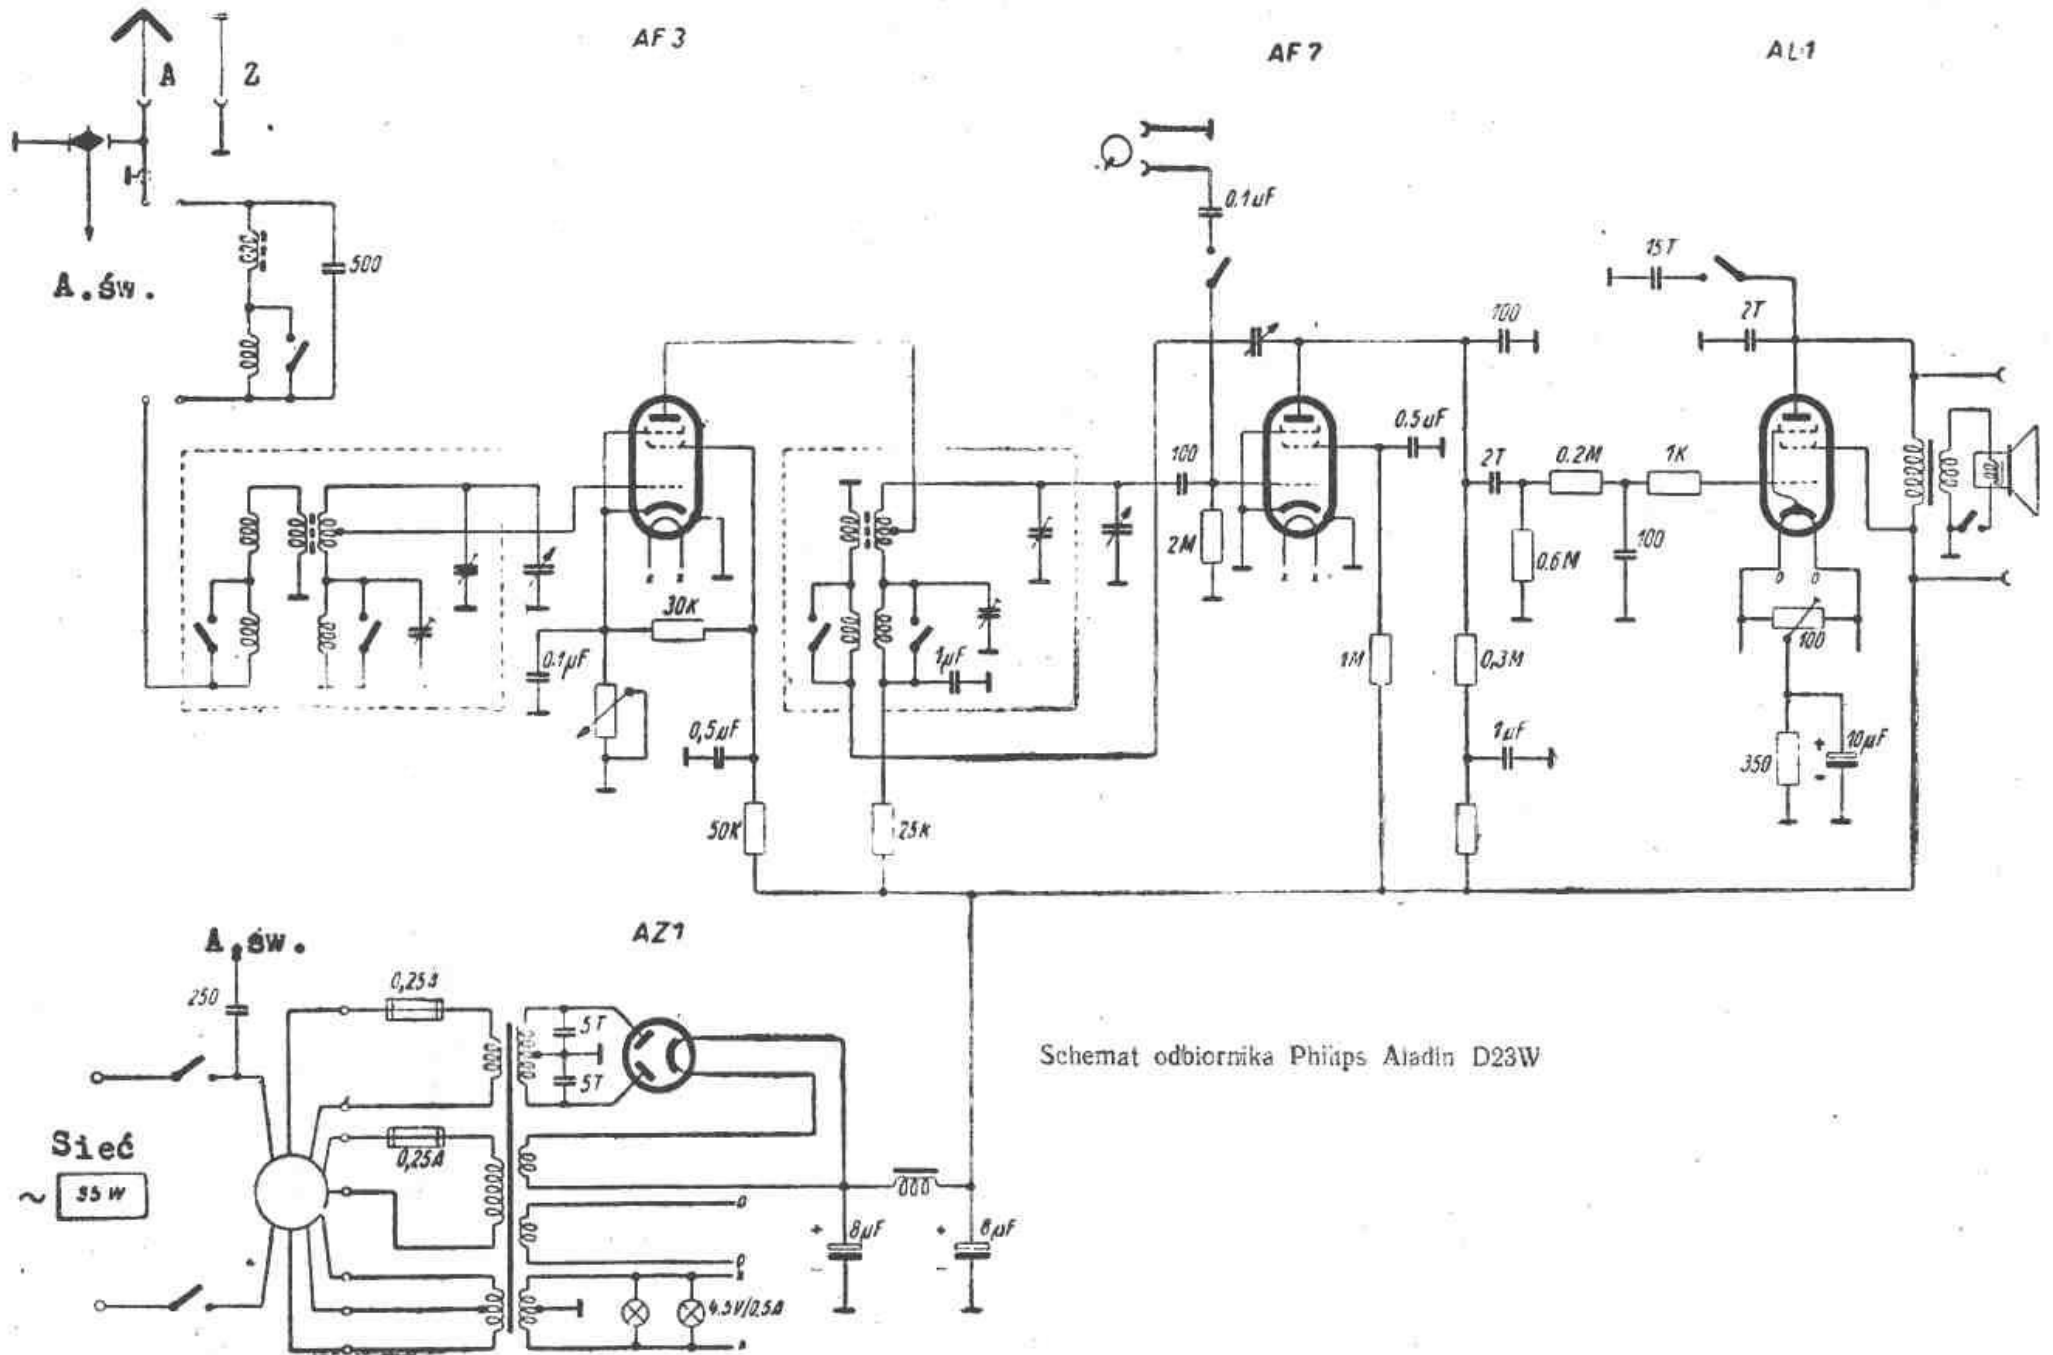 AF3
AF7
AL1
A
Z
A.św.
500
0.1µF
15T
2T
100
100
0.5µF
2T
0.2M
1K
2M
0.6M
100
30K
0.1µF
1µF
1M
0,3M
100
0,5µF
1µF
350
+
10µF
-
50K
25K
AZ1
A.św.
250
0,25A
5T
5T
Schemat odbiornika Philips Aladin D23W
Sieć
~
0,25A
+
8µF
-
+
8µF
-
4.5V/0,5A